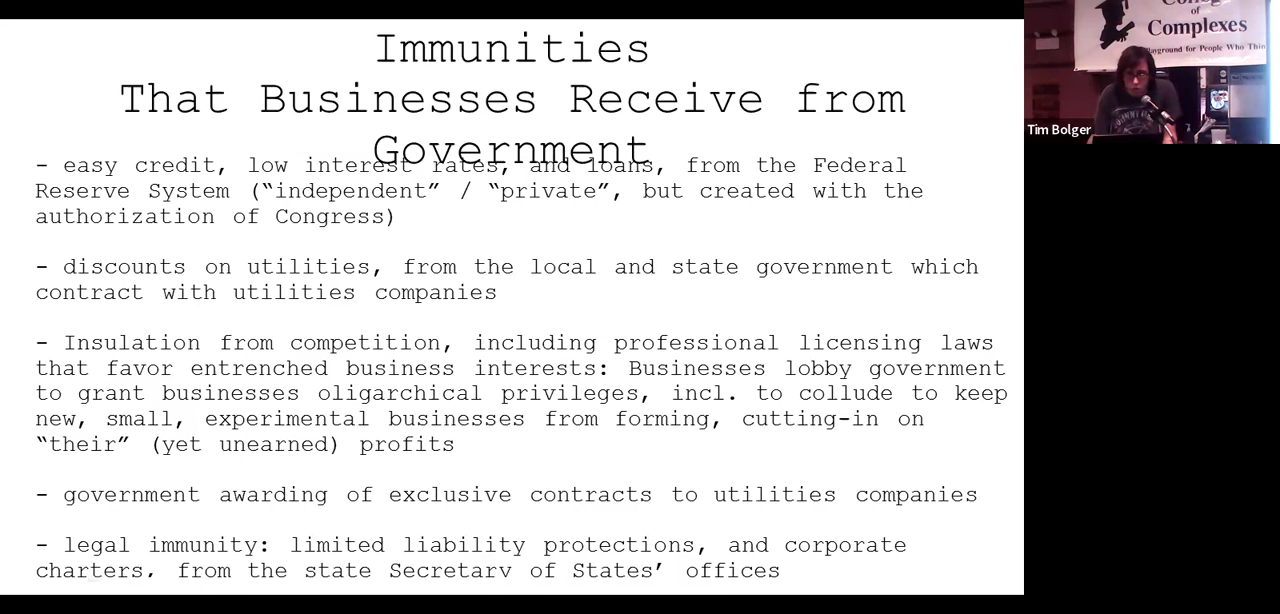 Immunities
That Businesses Receive from
Government
- easy credit, low interest rates, and loans, from the Federal
Reserve System (“independent” / “private”, but created with the
authorization of Congress)
- discounts on utilities, from the local and state government which
contract with utilities companies
- Insulation from competition, including professional licensing laws
that favor entrenched business interests: Businesses lobby government
to grant businesses oligarchical privileges, incl. to collude to keep
new, small, experimental businesses from forming, cutting-in on
“their” (yet unearned) profits
- government awarding of exclusive contracts to utilities companies
- legal immunity: limited liability protections, and corporate
charters, from the state Secretary of States’ offices
of
Complexes
for People Who
Tim Bolger